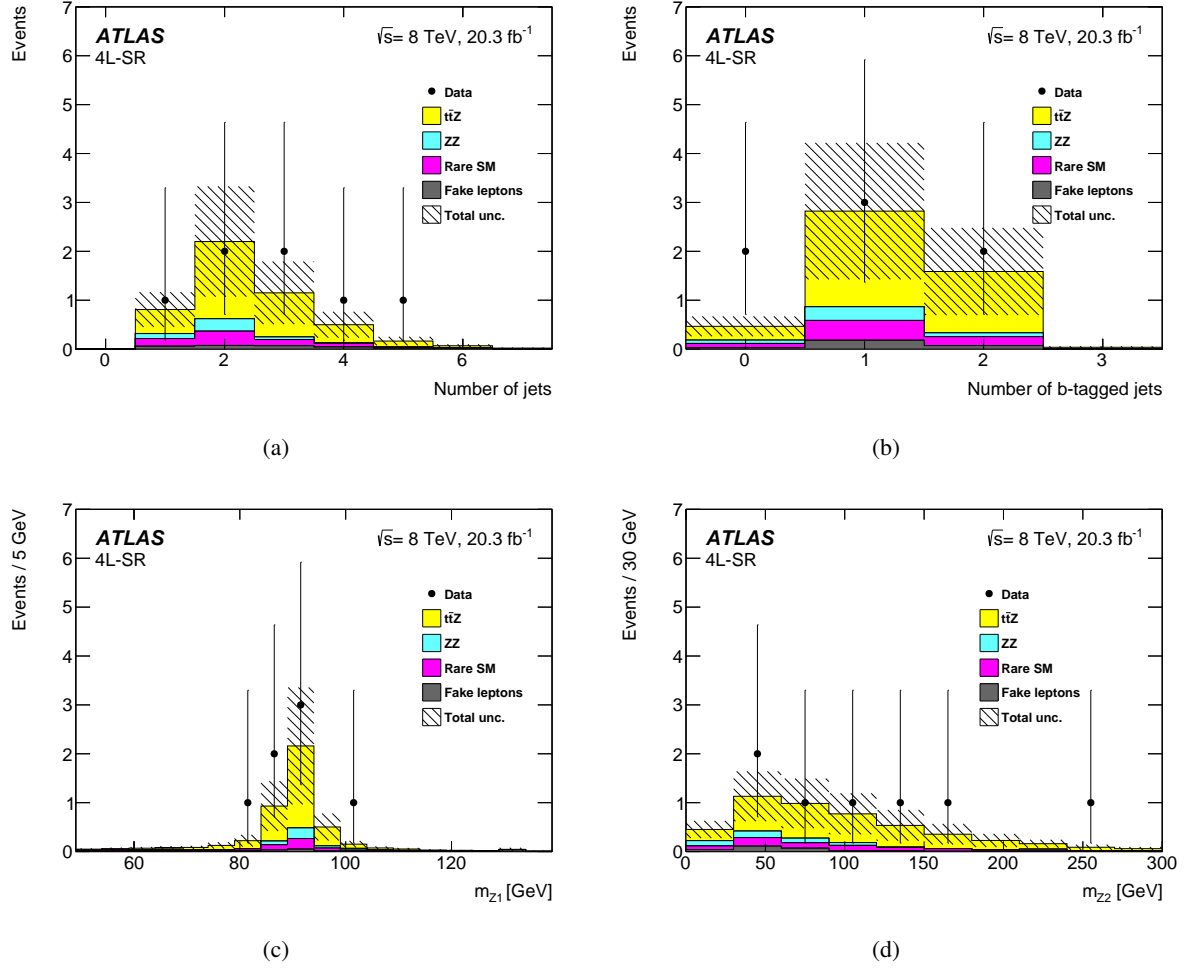 Events
7
6
5
4
3
2
1
0
ATLAS
4L-SR
√s= 8 TeV, 20.3 fb-1
Data
tt̄Z
ZZ
Rare SM
Fake leptons
Total unc.
0 2 4 6
Number of jets
(a)
Events
7
6
5
4
3
2
1
0
ATLAS
4L-SR
√s= 8 TeV, 20.3 fb-1
Data
tt̄Z
ZZ
Rare SM
Fake leptons
Total unc.
0 1 2 3
Number of b-tagged jets
(b)
Events / 5 GeV
7
6
5
4
3
2
1
0
ATLAS
4L-SR
√s= 8 TeV, 20.3 fb-1
Data
tt̄Z
ZZ
Rare SM
Fake leptons
Total unc.
60 80 100 120
mZ1 [GeV]
(c)
Events / 30 GeV
7
6
5
4
3
2
1
0
ATLAS
4L-SR
√s= 8 TeV, 20.3 fb-1
Data
tt̄Z
ZZ
Rare SM
Fake leptons
Total unc.
0 50 100 150 200 250 300
mZ2 [GeV]
(d)